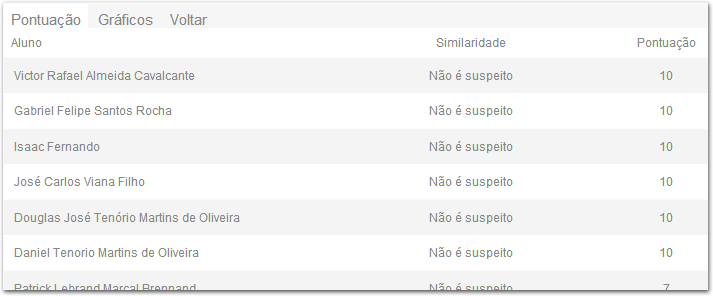 Pontuação Gráficos Voltar
Aluno Similaridade Pontuação
Victor Rafael Almeida Cavalcante Não é suspeito 10
Gabriel Felipe Santos Rocha Não é suspeito 10
Isaac Fernando Não é suspeito 10
José Carlos Viana Filho Não é suspeito 10
Douglas José Tenório Martins de Oliveira Não é suspeito 10
Daniel Tenorio Martins de Oliveira Não é suspeito 10
Patrick Lebrand Marcal Brennand Não é suspeito 7